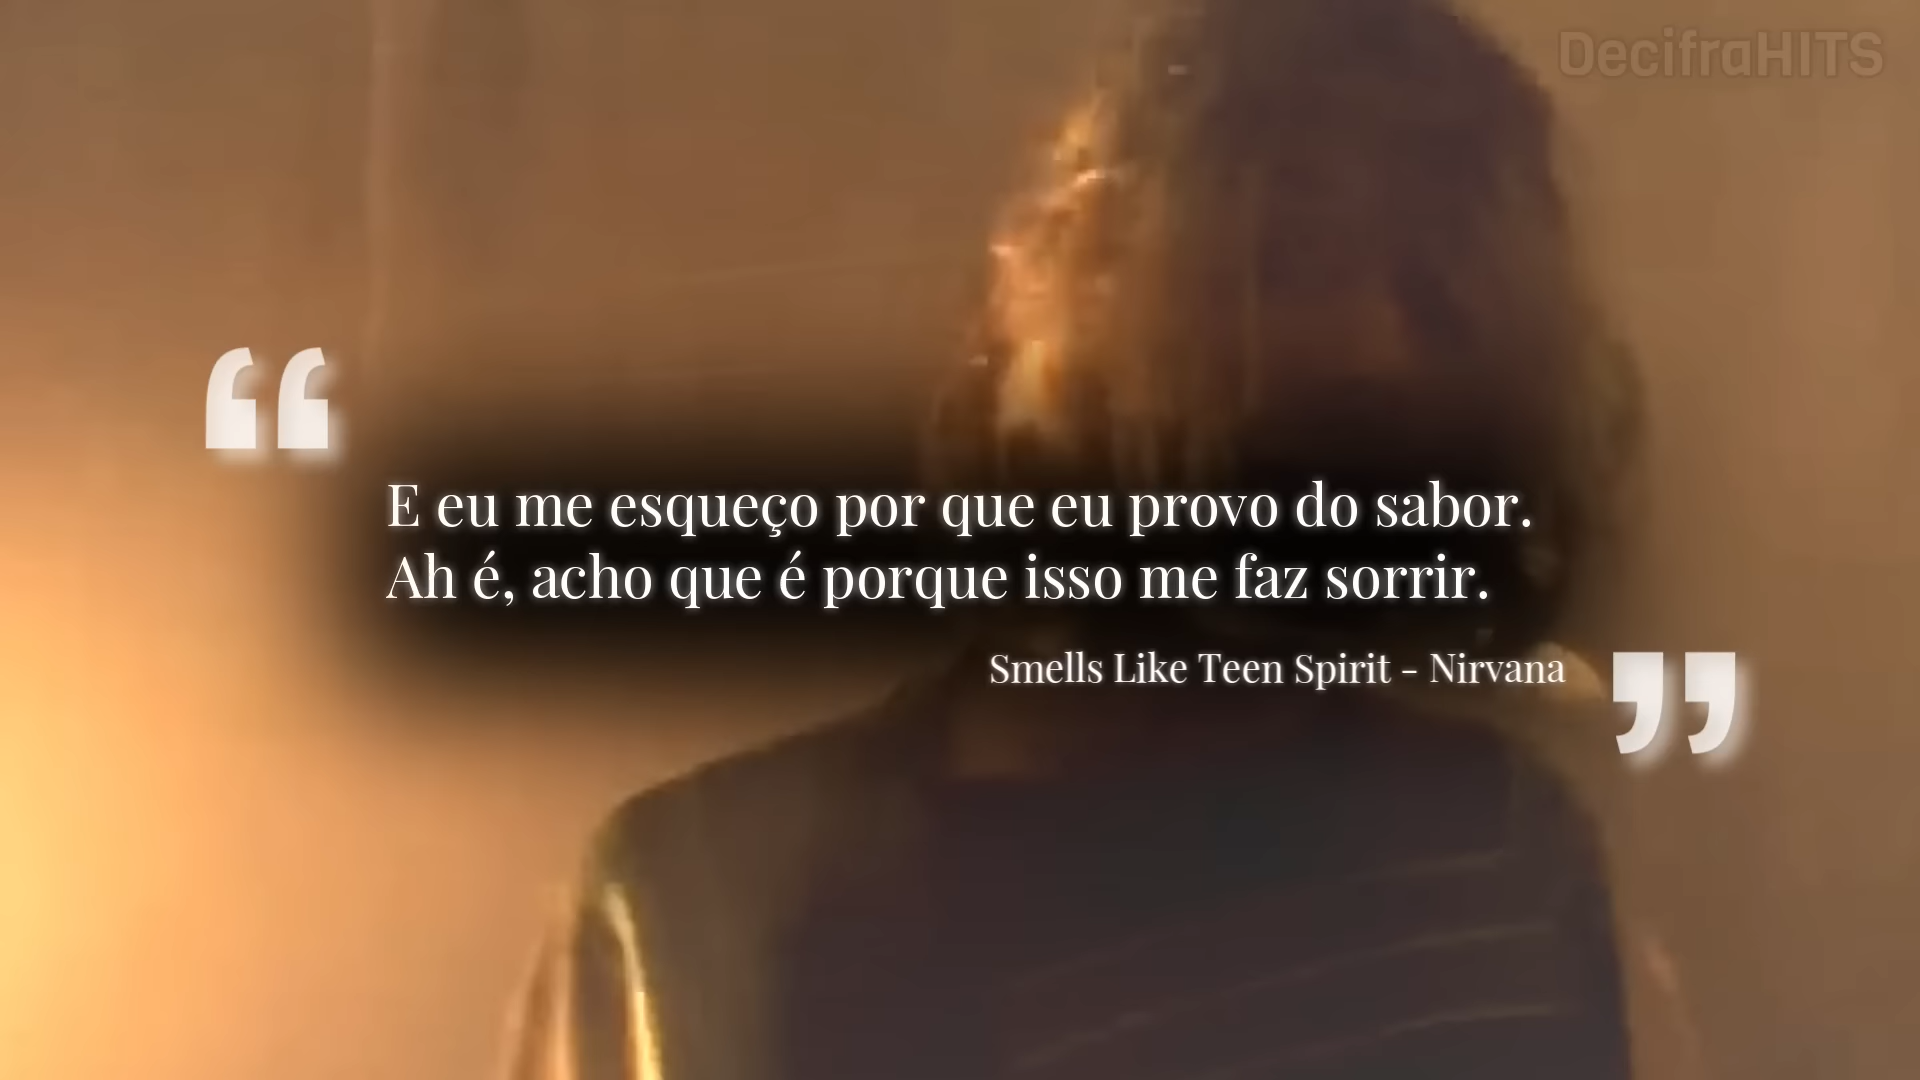 DecifraHITS
“
E eu me esqueço por que eu provo do sabor.
Ah é, acho que é porque isso me faz sorrir.
Smells Like Teen Spirit - Nirvana
”